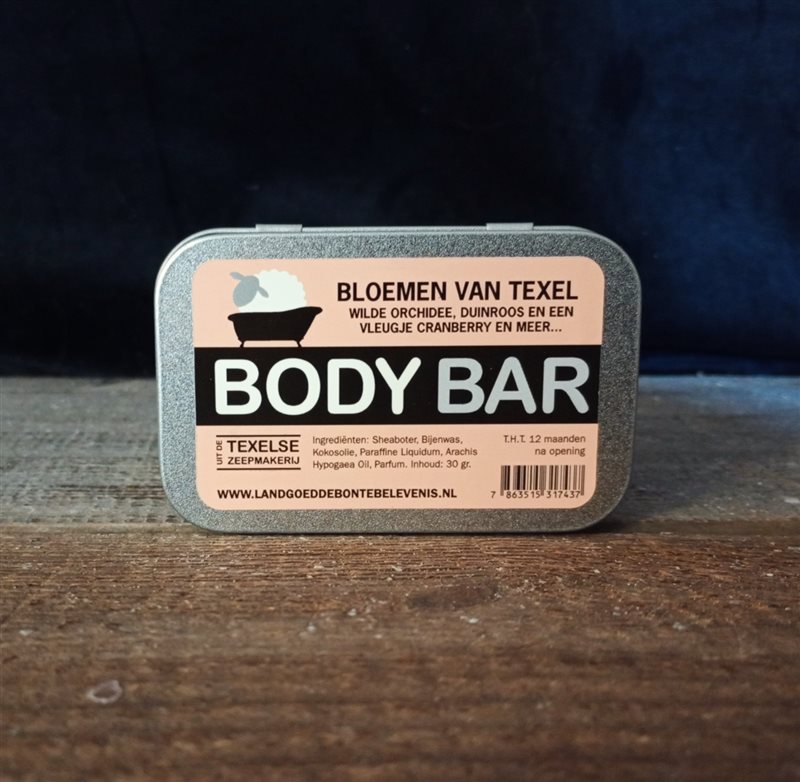 BLOEMEN VAN TEXEL
WILDE ORCHIDEE, DUINROOS EN EEN
VLEUGJE CRANBERRY EN MEER...
BODY BAR
UIT DE
TEXELSE
ZEEPMAKERIJ
Ingrediënten: Sheaboter, Bijenwas,
Kokosolie, Paraffine Liquidum, Arachis
Hypogaea Oil, Parfum. Inhoud: 30 gr.
T.H.T. 12 maanden
na opening
WWW.LANDGOEDDEBONTEBELEVENIS.NL
7 863515 317437